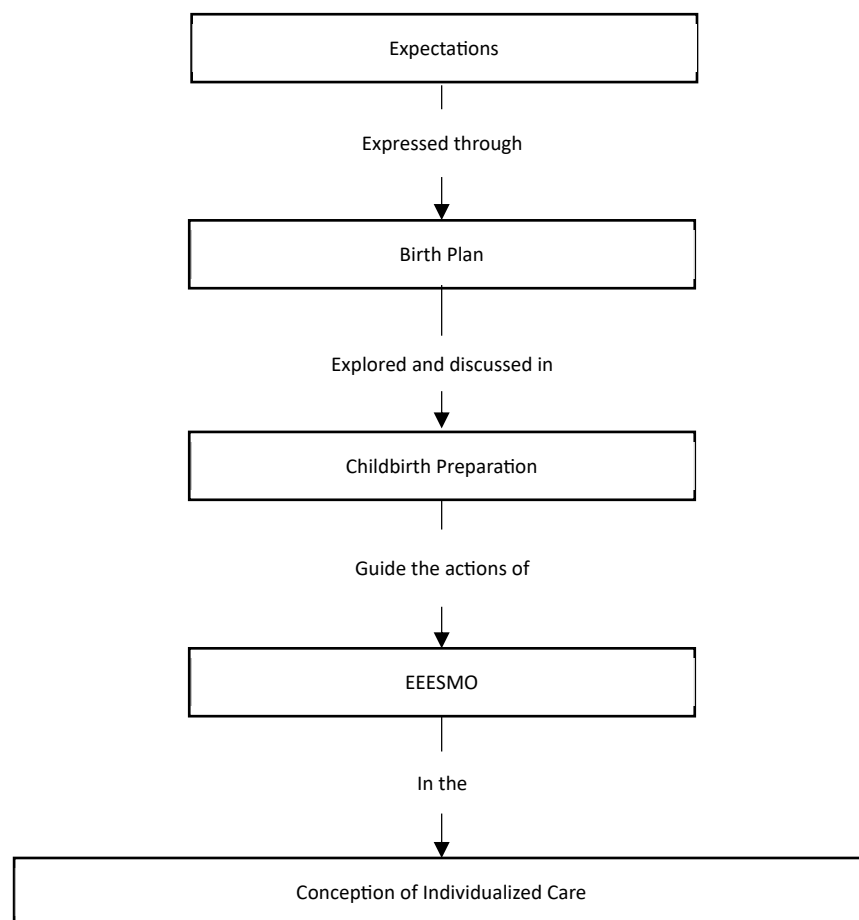 Expectations
Expressed through
Birth Plan
Explored and discussed in
Childbirth Preparation
Guide the actions of
EEESMO
In the
Conception of Individualized Care